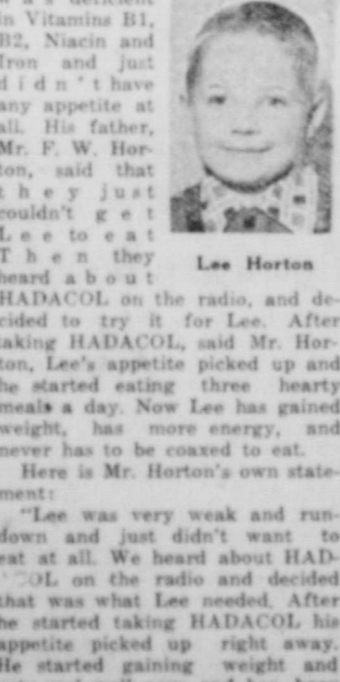 was deficient
in Vitamins B1,
B2, Niacin and
Iron and just
didn't have
any appetite at
all. His father,
Mr. F. W. Hor-
ton, said that
they just
couldn't get
Lee to eat
Then they
heard about
Lee Horton
HADACOL on the radio, and de-
cided to try it for Lee. After
taking HADACOL, said Mr. Hor-
ton, Lee's appetite picked up and
he started eating three hearty
meals a day. Now Lee has gained
weight, has more energy, and
never has to be coaxed to eat.
Here is Mr. Horton's own state-
ment:
"Lee was very weak and run-
down and just didn't want to
eat at all. We heard about HAD-
COL on the radio and decided
that was what Lee needed. After
he started taking HADACOL his
appetite picked up right away.
He started gaining weight and